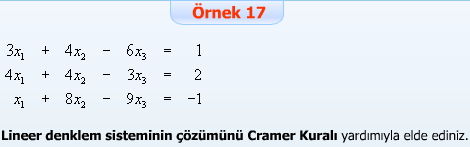 Örnek 17
3x₁ + 4x₂ − 6x₃ = 1
4x₁ + 4x₂ − 3x₃ = 2
x₁ + 8x₂ − 9x₃ = −1
Lineer denklem sisteminin çözümünü Cramer Kuralı yardımıyla elde ediniz.